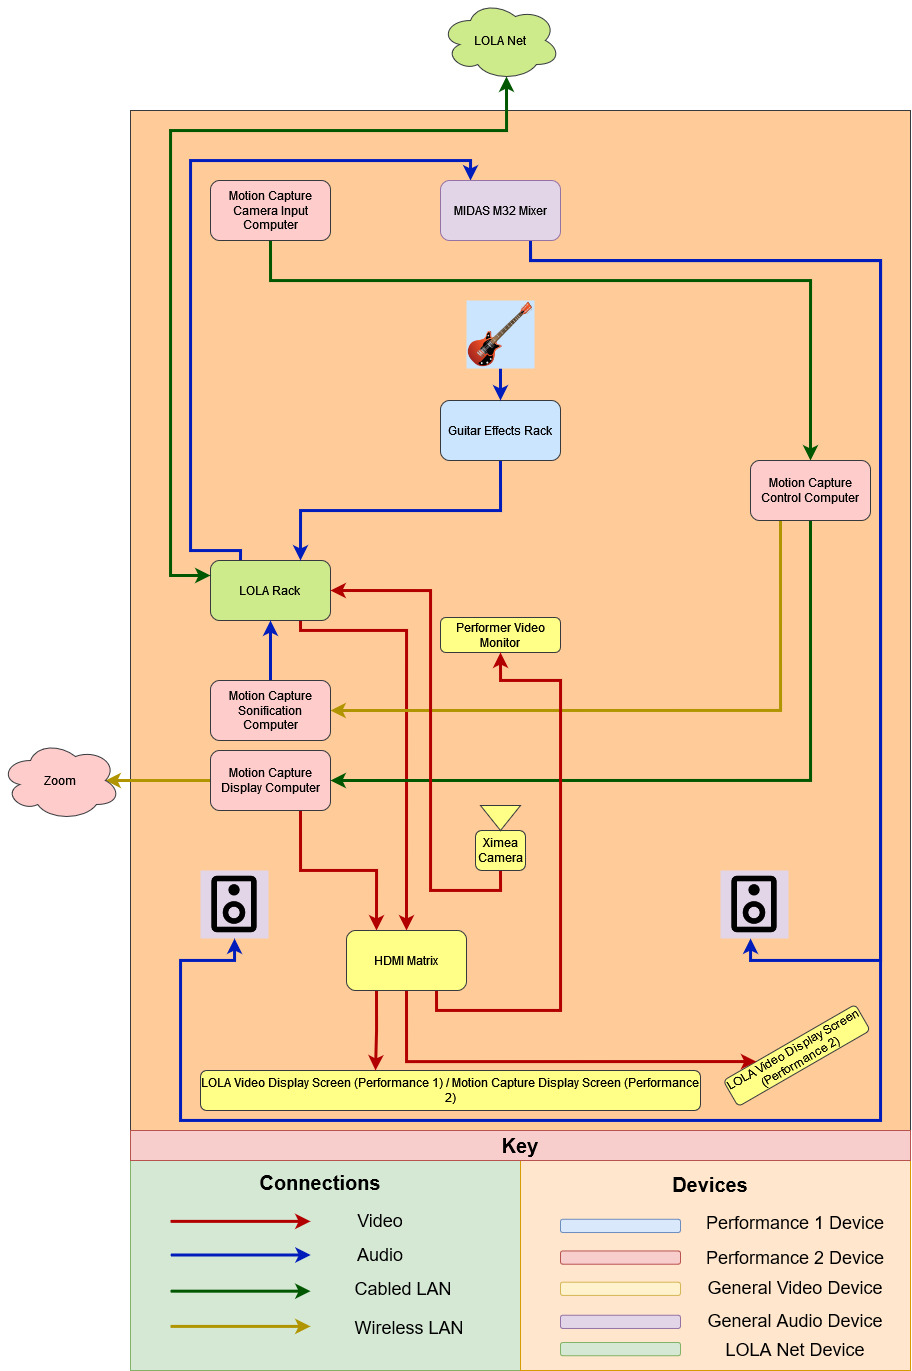 LOLA Net
Motion Capture
Camera Input
Computer
MIDAS M32 Mixer
Guitar Effects Rack
Motion Capture
Control Computer
LOLA Rack
Performer Video
Monitor
Motion Capture
Sonification
Computer
Zoom
Motion Capture
Display Computer
Ximea
Camera
HDMI Matrix
LOLA Video Display Screen
(Performance 2)
LOLA Video Display Screen (Performance 1) / Motion Capture Display Screen (Performance
2)
Key
Connections
Video
Audio
Cabled LAN
Wireless LAN
Devices
Performance 1 Device
Performance 2 Device
General Video Device
General Audio Device
LOLA Net Device